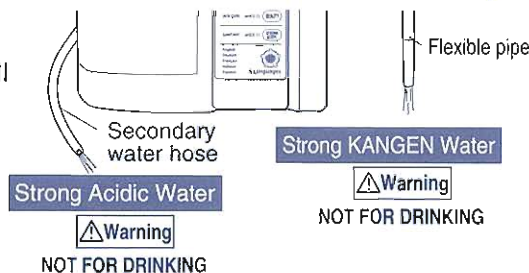 Flexible pipe
Secondary
water hose
Strong KANGEN Water
Warning
NOT FOR DRINKING
Strong Acidic Water
Warning
NOT FOR DRINKING